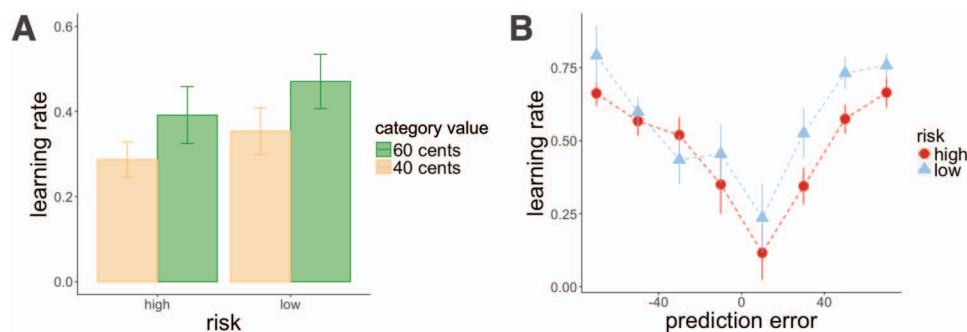 A
learning rate
0.6
0.4
0.2
0.0
high
low
risk
category value
60 cents
40 cents
B
learning rate
0.75
0.50
0.25
0.00
-40
0
40
prediction error
risk
high
low